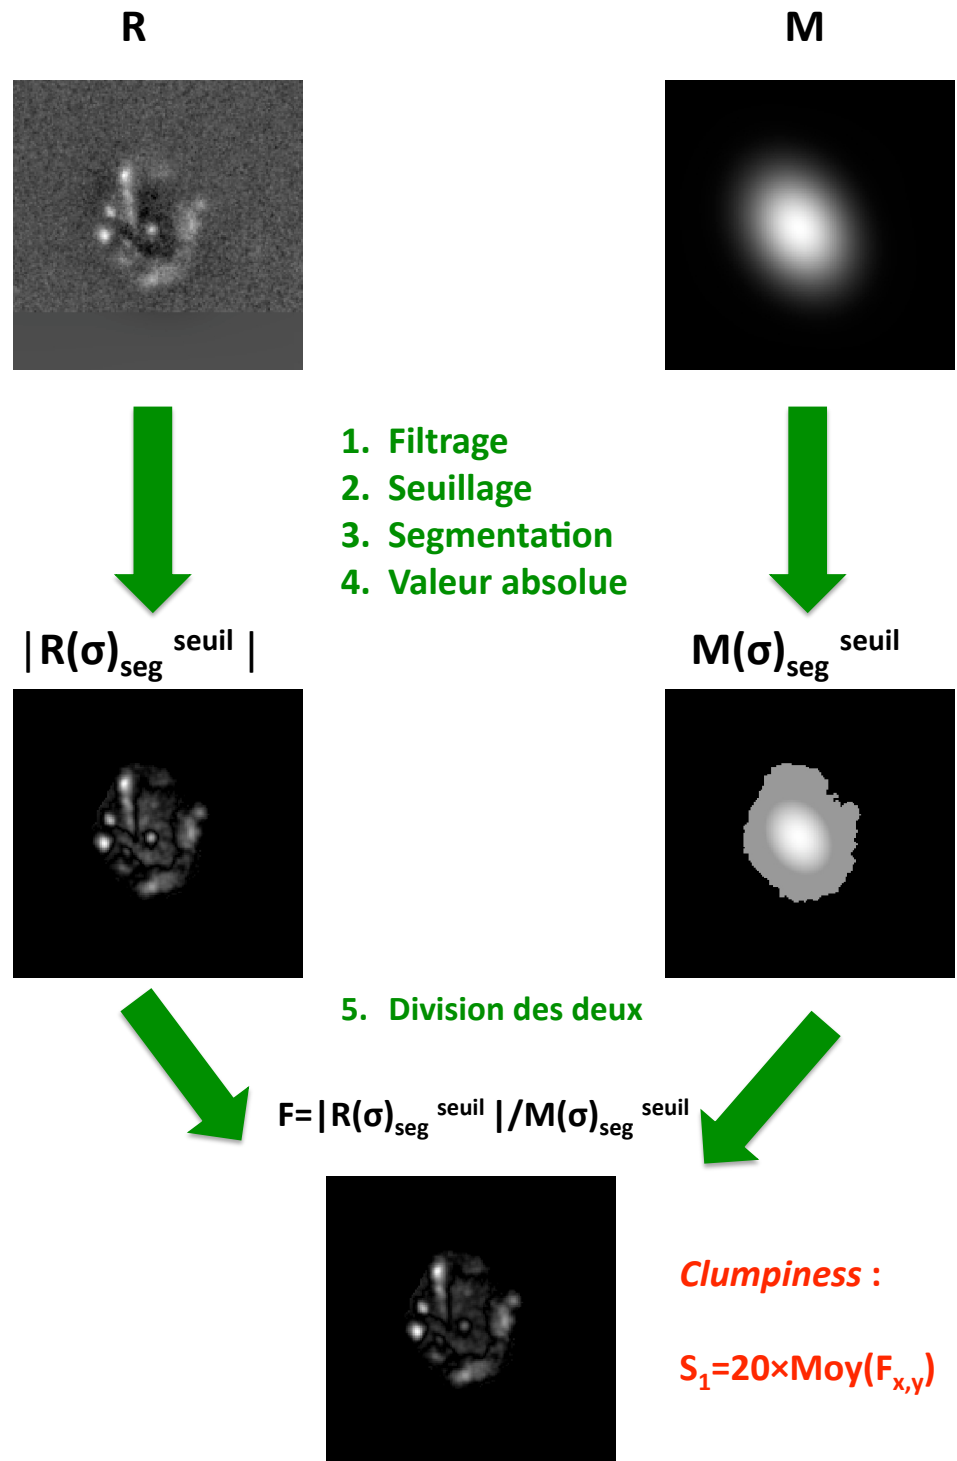 R
M
1. Filtrage
2. Seuillage
3. Segmentation
4. Valeur absolue
|R(σ)seg seuil |
M(σ)seg seuil
5. Division des deux
F=|R(σ)seg seuil |/M(σ)seg seuil
Clumpiness :
S1=20×Moy(Fx,y)